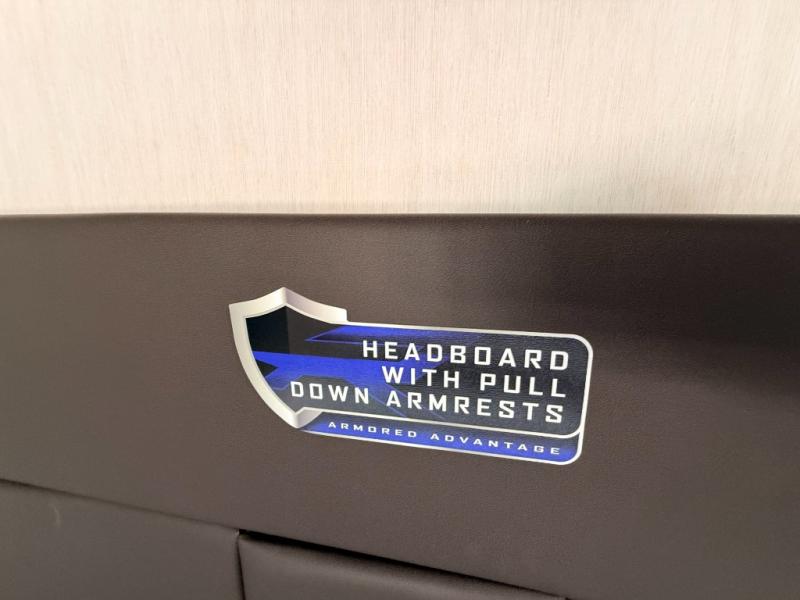 HEADBOARD
WITH PULL
DOWN ARMRESTS
ARMORED ADVANTAGE